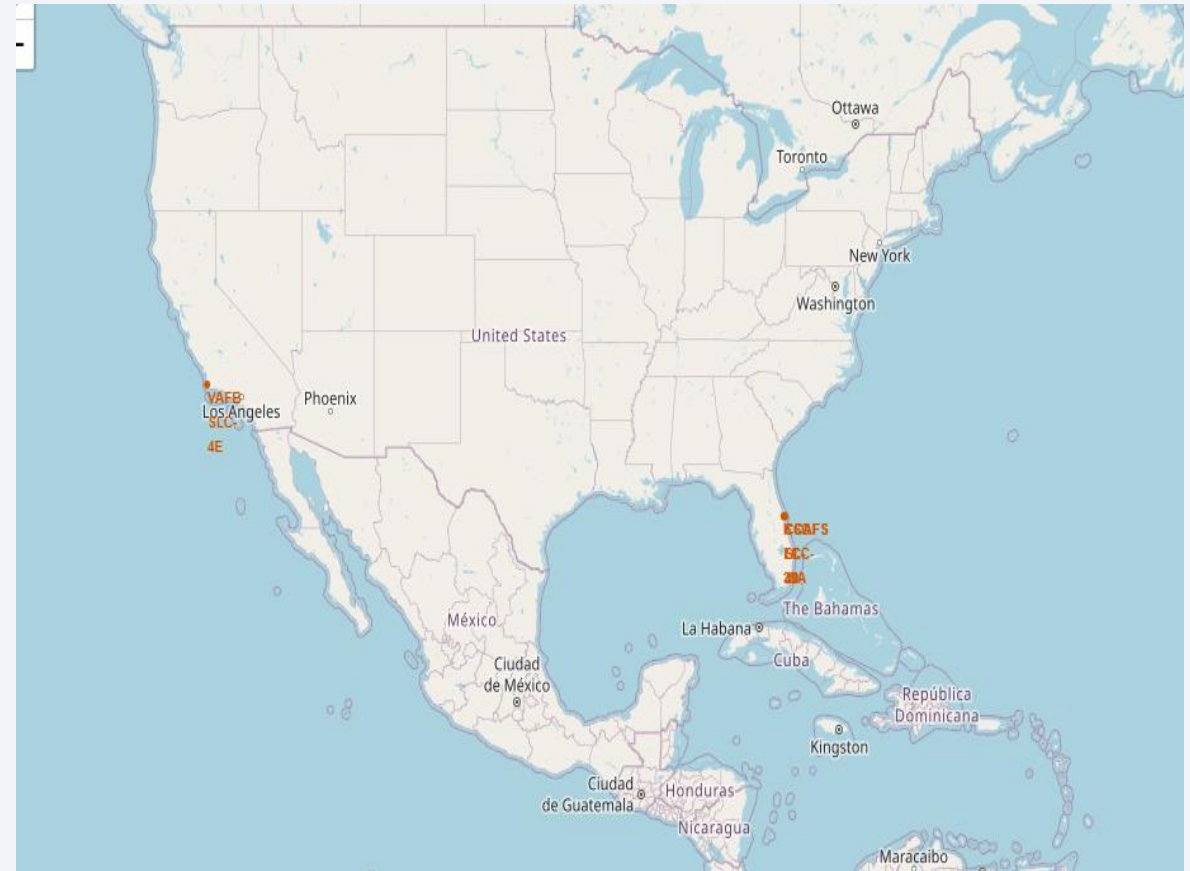 Ottawa
Toronto
New York
Washington
United States
VAFB
Los Angeles
SLC-
4E
Phoenix
The Bahamas
La Habana
México
Cuba
Ciudad
de México
República
Dominicana
Kingston
Ciudad
de Guatemala
Honduras
Nicaragua
Maracaibo